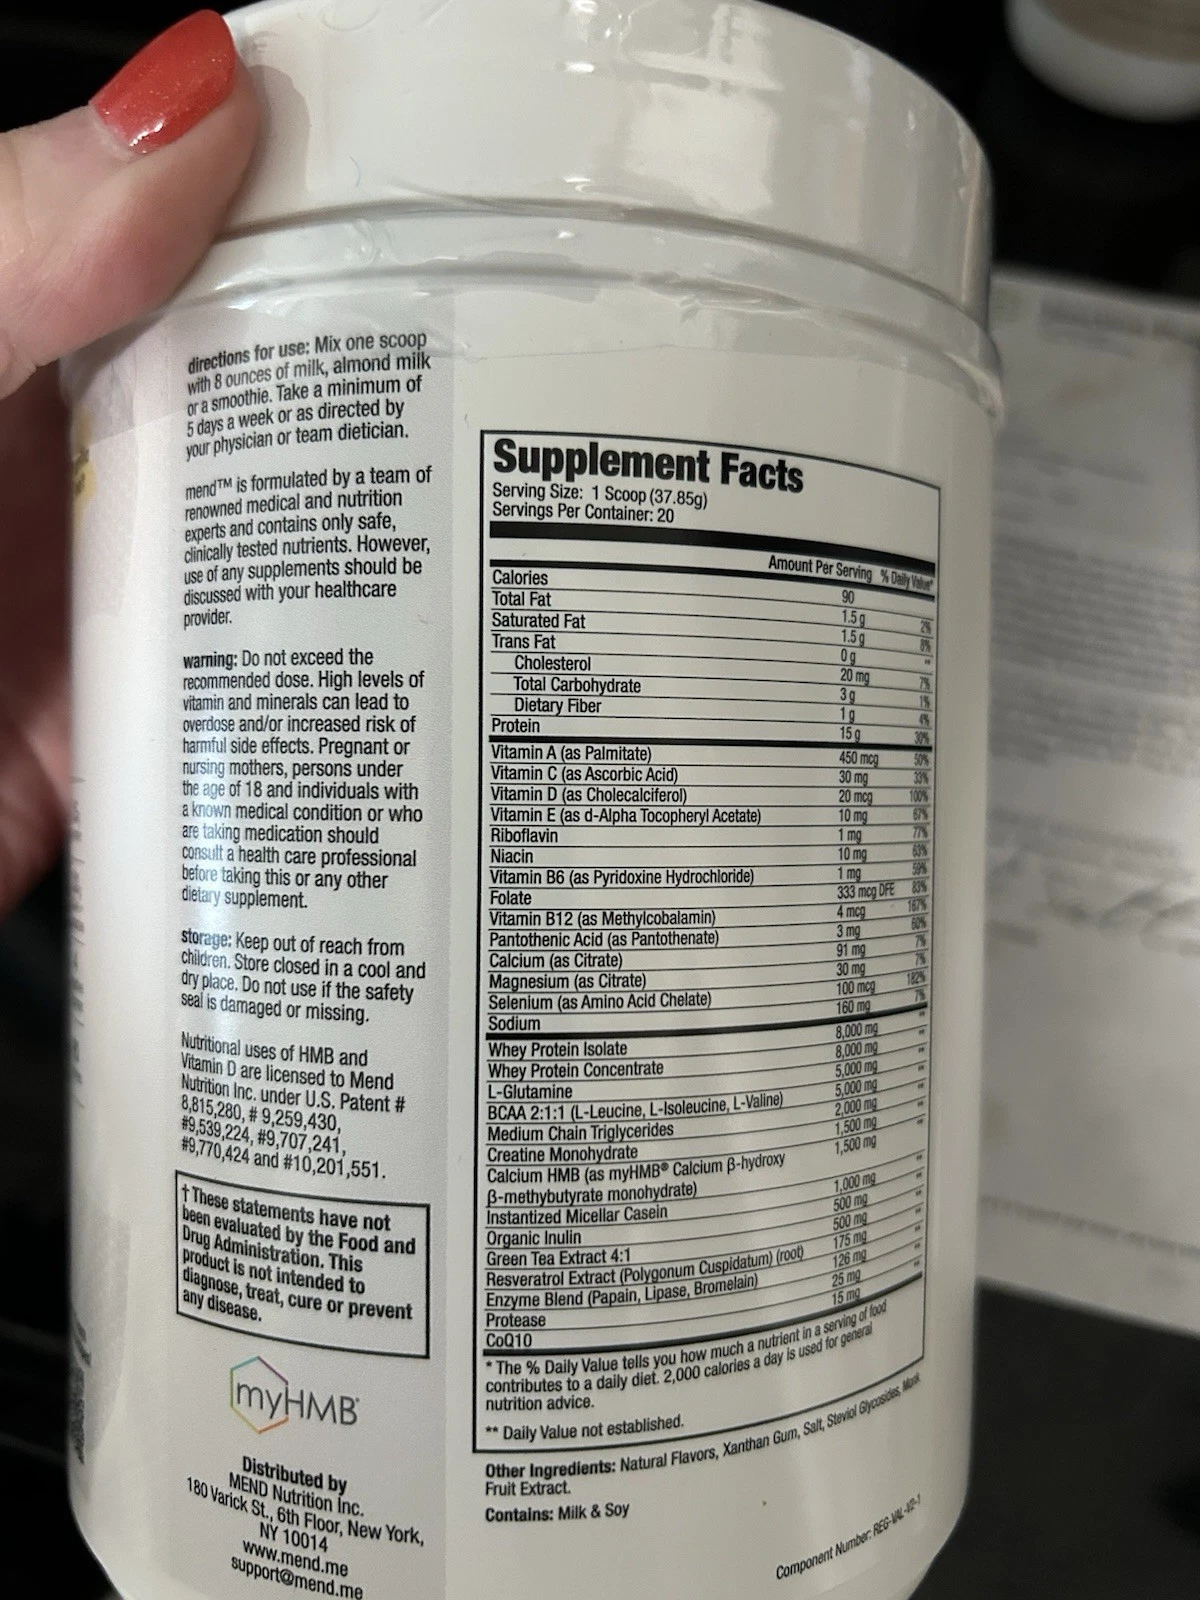 directions for use: Mix one scoop
with 8 ounces of milk, almond milk
or a smoothie. Take a minimum of
5 days a week or as directed by
your physician or team dietician.
mend™ is formulated by a team of
renowned medical and nutrition
experts and contains only safe,
clinically tested nutrients. However,
use of any supplements should be
discussed with your healthcare
provider.
warning: Do not exceed the
recommended dose. High levels of
vitamin and minerals can lead to
overdose and/or increased risk of
harmful side effects. Pregnant or
nursing mothers, persons under
the age of 18 and individuals with
a known medical condition or who
are taking medication should
consult a health care professional
before taking this or any other
dietary supplement.
storage: Keep out of reach from
children. Store closed in a cool and
dry place. Do not use if the safety
seal is damaged or missing.
Nutritional uses of HMB and
Vitamin D are licensed to Mend
Nutrition Inc. under U.S. Patent #
8,815,280, # 9,259,430,
#9,539,224, #9,707,241,
#9,770,424 and #10,201,551.
† These statements have not
been evaluated by the Food and
Drug Administration. This
product is not intended to
diagnose, treat, cure or prevent
any disease.
myHMB®
Distributed by
MEND Nutrition Inc.
180 Varick St., 6th Floor, New York,
NY 10014
www.mend.me
support@mend.me
Supplement Facts
Serving Size: 1 Scoop (37.85g)
Servings Per Container: 20
Amount Per Serving % Daily Value*
Calories 90
Total Fat 1.5 g 2%
Saturated Fat 1.5 g 8%
Trans Fat 0 g **
Cholesterol 20 mg 7%
Total Carbohydrate 3 g 1%
Dietary Fiber 1 g 4%
Protein 15 g 30%
Vitamin A (as Palmitate) 450 mcg 50%
Vitamin C (as Ascorbic Acid) 30 mg 33%
Vitamin D (as Cholecalciferol) 20 mcg 100%
Vitamin E (as d-Alpha Tocopheryl Acetate) 10 mg 67%
Riboflavin 1 mg 77%
Niacin 10 mg 63%
Vitamin B6 (as Pyridoxine Hydrochloride) 1 mg 59%
Folate 333 mcg DFE 83%
Vitamin B12 (as Methylcobalamin) 4 mcg 167%
Pantothenic Acid (as Pantothenate) 3 mg 60%
Calcium (as Citrate) 91 mg 7%
Magnesium (as Citrate) 30 mg 7%
Selenium (as Amino Acid Chelate) 100 mcg 182%
Sodium 160 mg 7%
Whey Protein Isolate 8,000 mg **
Whey Protein Concentrate 8,000 mg **
L-Glutamine 5,000 mg **
BCAA 2:1:1 (L-Leucine, L-Isoleucine, L-Valine) 5,000 mg **
Medium Chain Triglycerides 2,000 mg **
Creatine Monohydrate 1,500 mg **
Calcium HMB (as myHMB® Calcium β-hydroxy 1,500 mg
β-methybutyrate monohydrate) **
Instantized Micellar Casein 1,000 mg **
Organic Inulin 500 mg **
Green Tea Extract 4:1 500 mg **
Resveratrol Extract (Polygonum Cuspidatum) (root) 175 mg **
Enzyme Blend (Papain, Lipase, Bromelain) 126 mg **
Protease 25 mg
CoQ10 15 mg
* The % Daily Value tells you how much a nutrient in a serving of food
contributes to a daily diet. 2,000 calories a day is used for general
nutrition advice.
** Daily Value not established.
Other Ingredients: Natural Flavors, Xanthan Gum, Salt, Steviol Glycosides, Monk
Fruit Extract.
Contains: Milk & Soy
Component Number: REG-VAL-V2-1